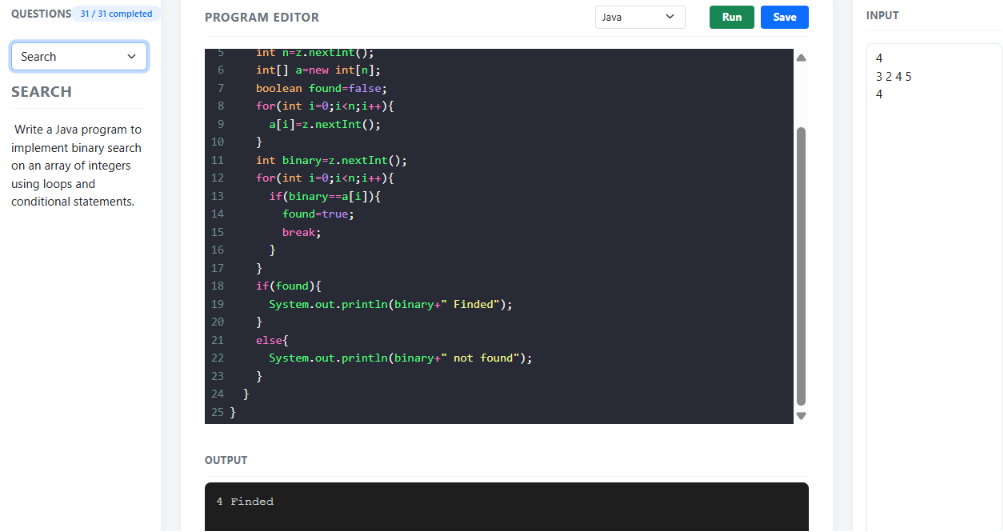 QUESTIONS 31 / 31 completed
Search
SEARCH
Write a Java program to
implement binary search
on an array of integers
using loops and
conditional statements.
PROGRAM EDITOR
Java
Run
Save
5 int n=z.nextInt();
6 int[] a=new int[n];
7 boolean found=false;
8 for(int i=0;i<n;i++){
9 a[i]=z.nextInt();
10 }
11 int binary=z.nextInt();
12 for(int i=0;i<n;i++){
13 if(binary==a[i]){
14 found=true;
15 break;
16 }
17 }
18 if(found){
19 System.out.println(binary+" Finded");
20 }
21 else{
22 System.out.println(binary+" not found");
23 }
24 }
25 }
OUTPUT
4 Finded
INPUT
4
3 2 4 5
4